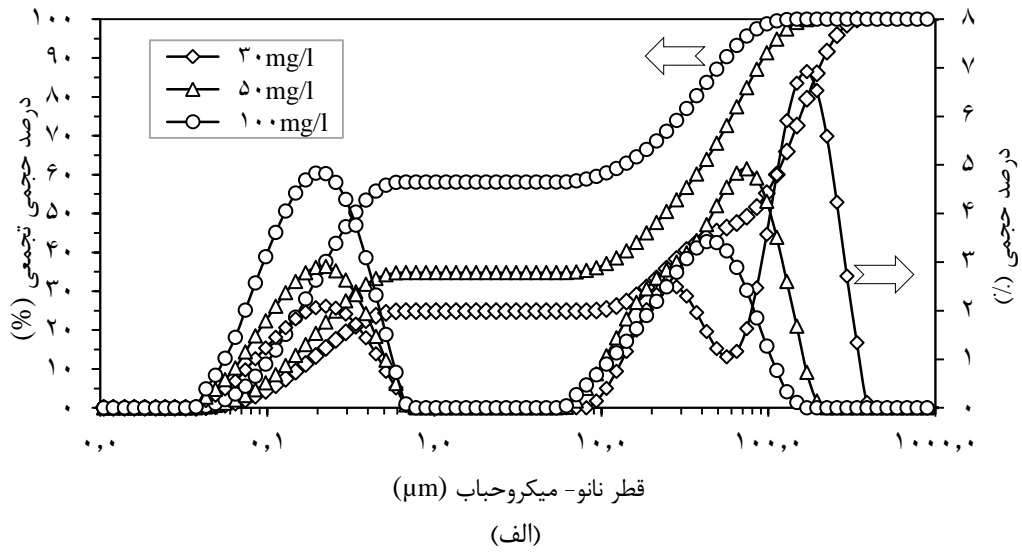 درصد حجمی تجمعی (%)
۱۰۰
۹۰
۸۰
۷۰
۶۰
۵۰
۴۰
۳۰
۲۰
۱۰
۰
۳۰mg/l
۵۰mg/l
۱۰۰mg/l
۸
۷
۶
۵
۴
۳
۲
۱
۰
درصد حجمی (٪)
۰,۰ ۰,۱ ۱,۰ ۱۰,۰ ۱۰۰,۰ ۱۰۰۰,۰
قطر نانو- میکروحباب (µm)
(الف)